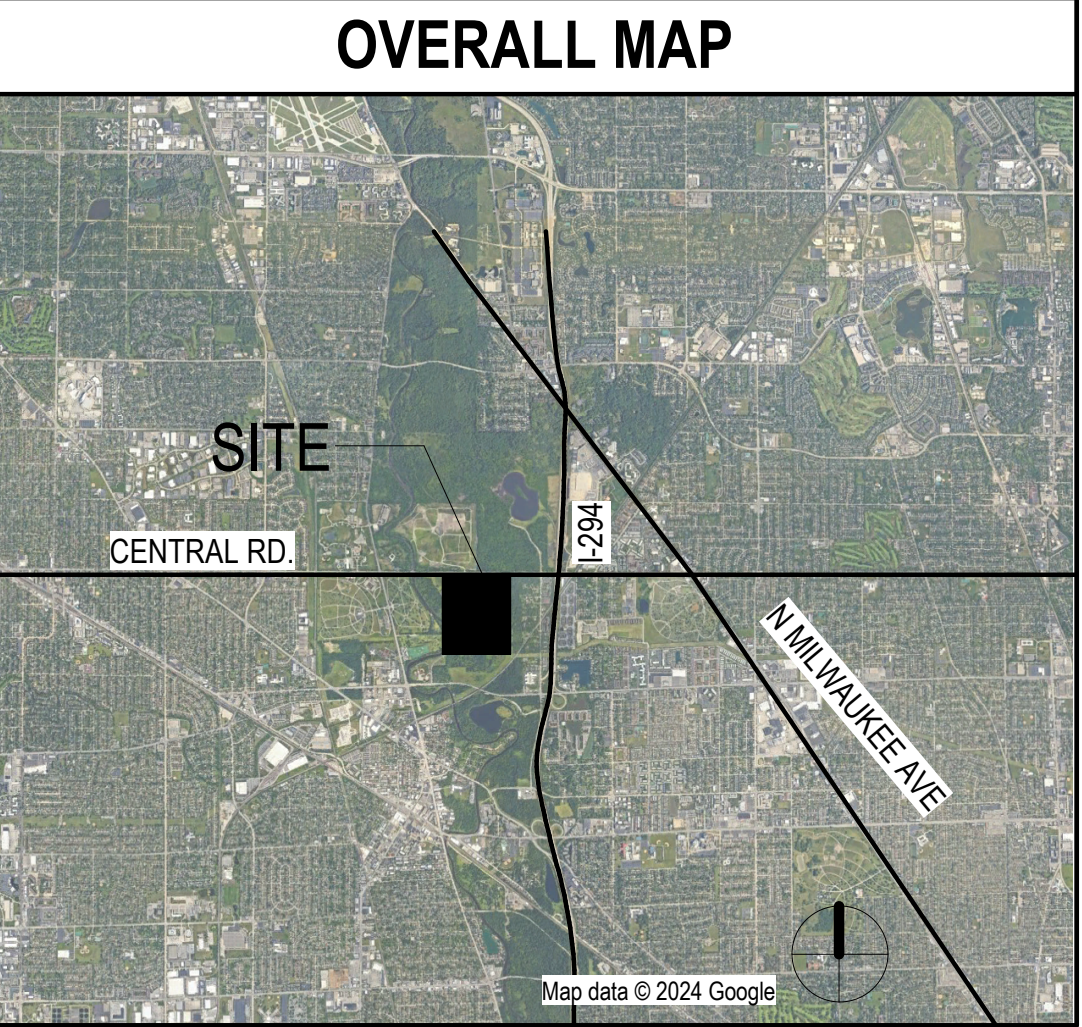 OVERALL MAP
SITE
CENTRAL RD.
I-294
N MILWAUKEE AVE
Map data © 2024 Google